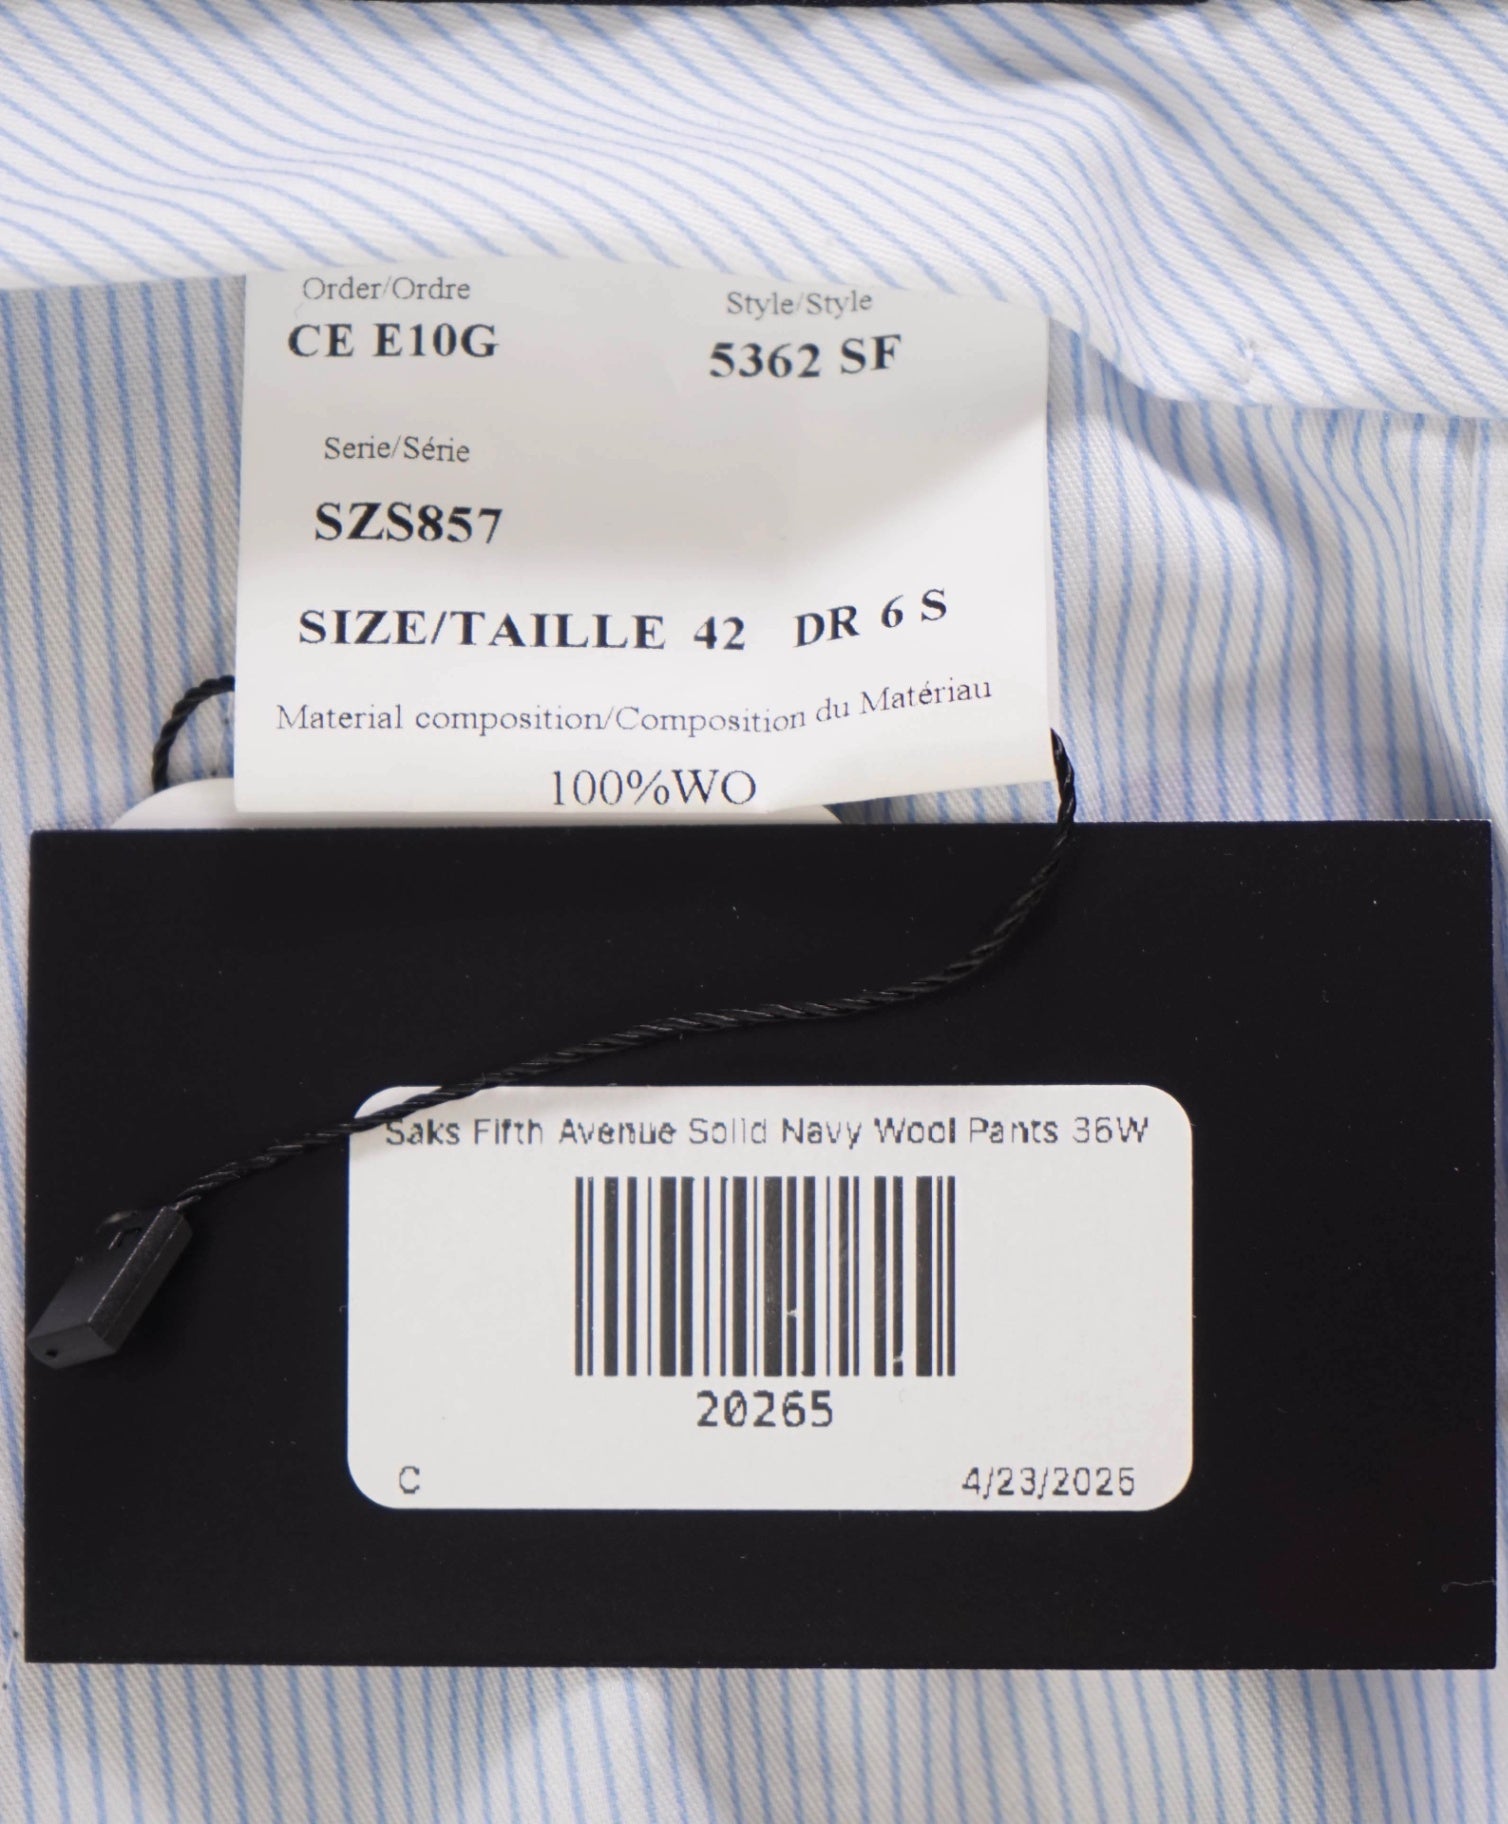 Order/Ordre
Style/Style
CE E10G
5362 SF
Serie/Série
SZS857
SIZE/TAILLE 42 DR 6 S
Material composition/Composition du Matériau
100%WO
Saks Fifth Avenue Solid Navy Wool Pants 36W
20265
C
4/23/2025